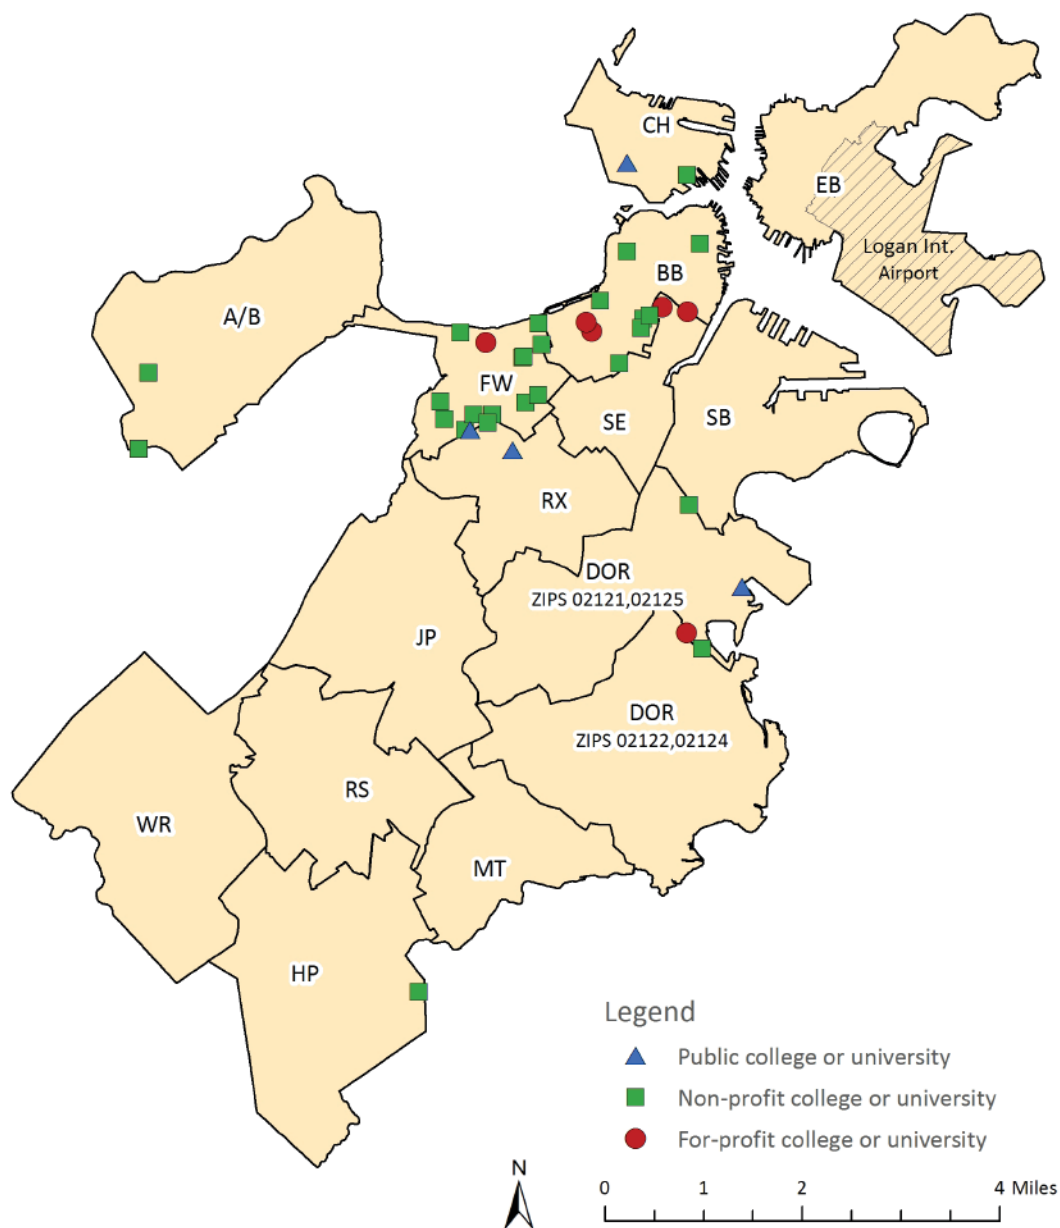 CH
EB
Logan Int.
Airport
BB
A/B
FW
SE
SB
RX
DOR
ZIPS 02121,02125
JP
DOR
ZIPS 02122,02124
RS
WR
MT
HP
Legend
Public college or university
Non-profit college or university
For-profit college or university
N
0 1 2 4 Miles